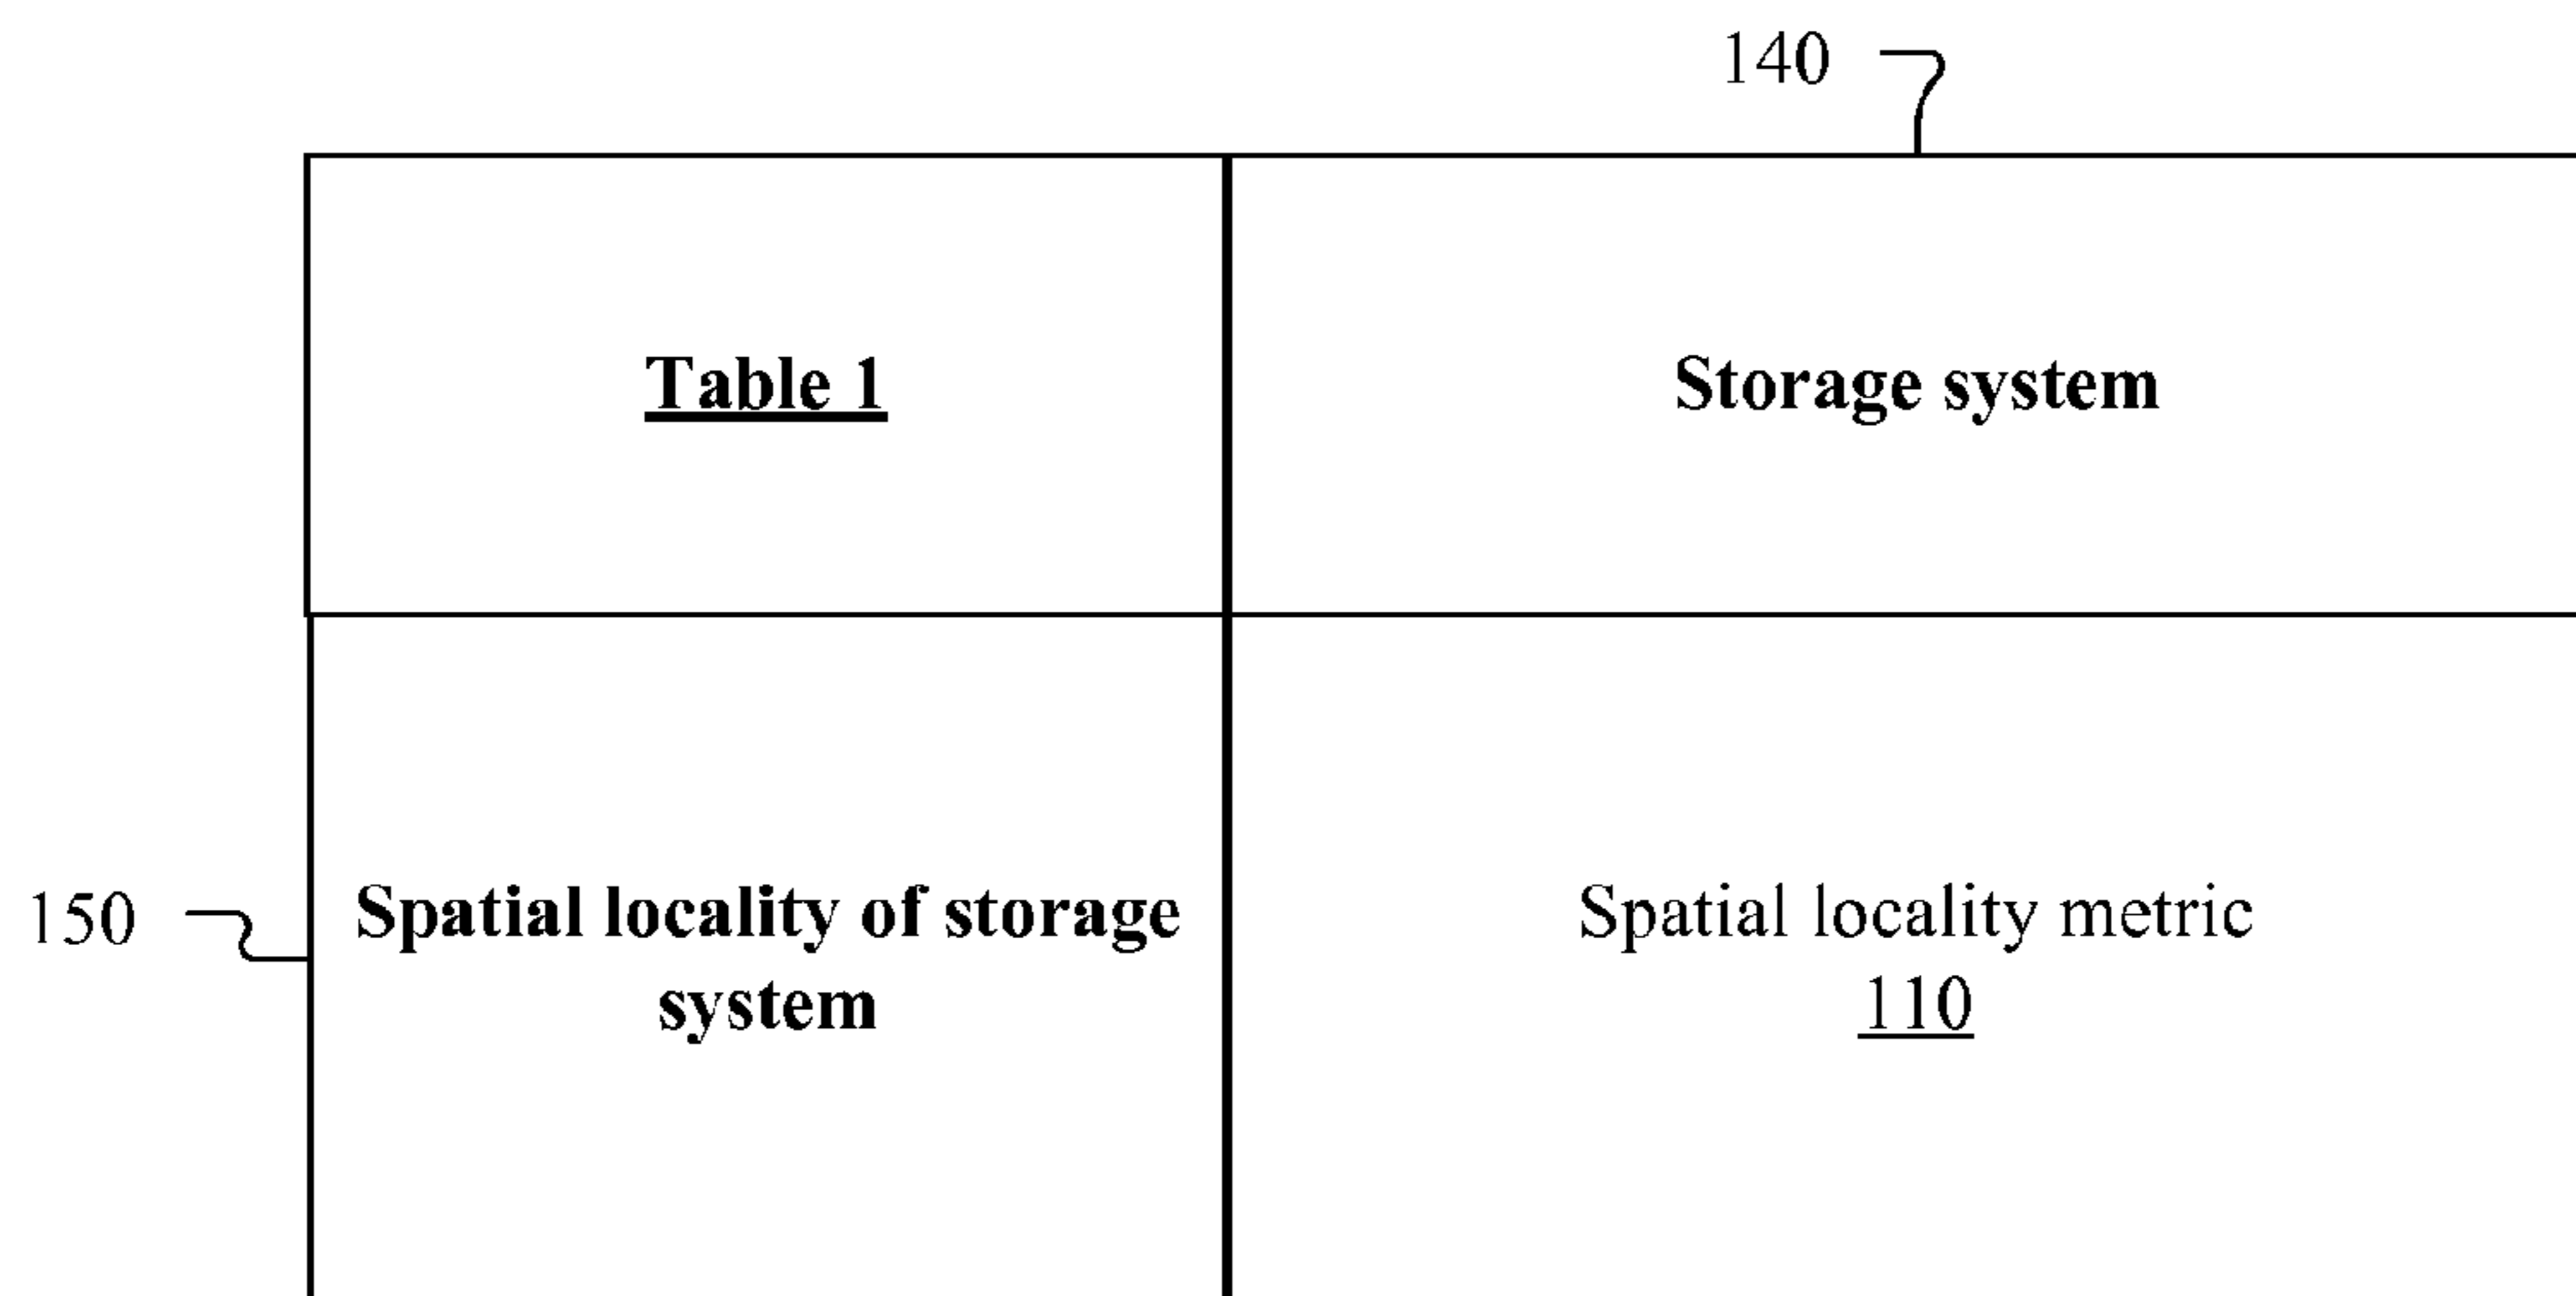 140
Table 1
Storage system
150
Spatial locality of storage
system
Spatial locality metric
110